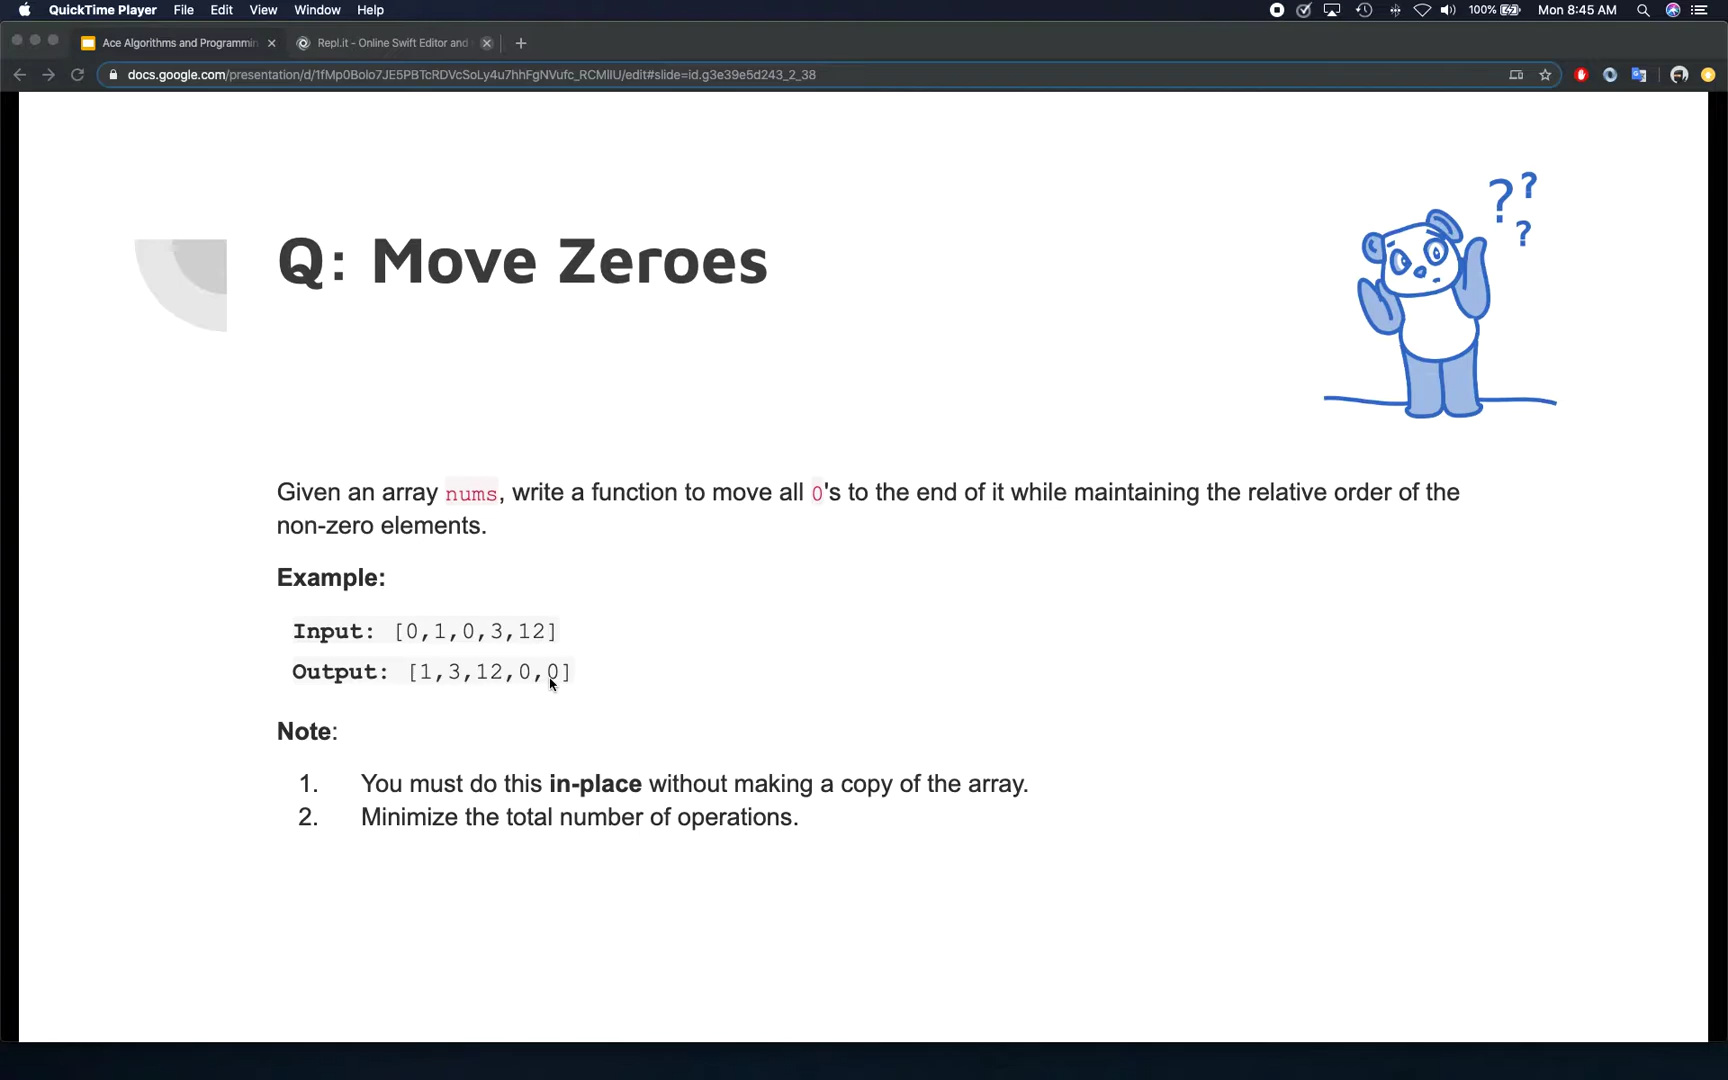 QuickTime Player File Edit View Window Help 100% Mon 8:45 AM
Ace Algorithms and Programmin Repl.it - Online Swift Editor and
docs.google.com/presentation/d/1fMp0Bolo7JE5PBTcRDVcSoLy4u7hhFgNVufc_RCMlIU/edit#slide=id.g3e39e5d243_2_38
? ? ?
Q: Move Zeroes
Given an array nums, write a function to move all 0's to the end of it while maintaining the relative order of the
non-zero elements.
Example:
Input: [0,1,0,3,12]
Output: [1,3,12,0,0]
Note:
1. You must do this in-place without making a copy of the array.
2. Minimize the total number of operations.